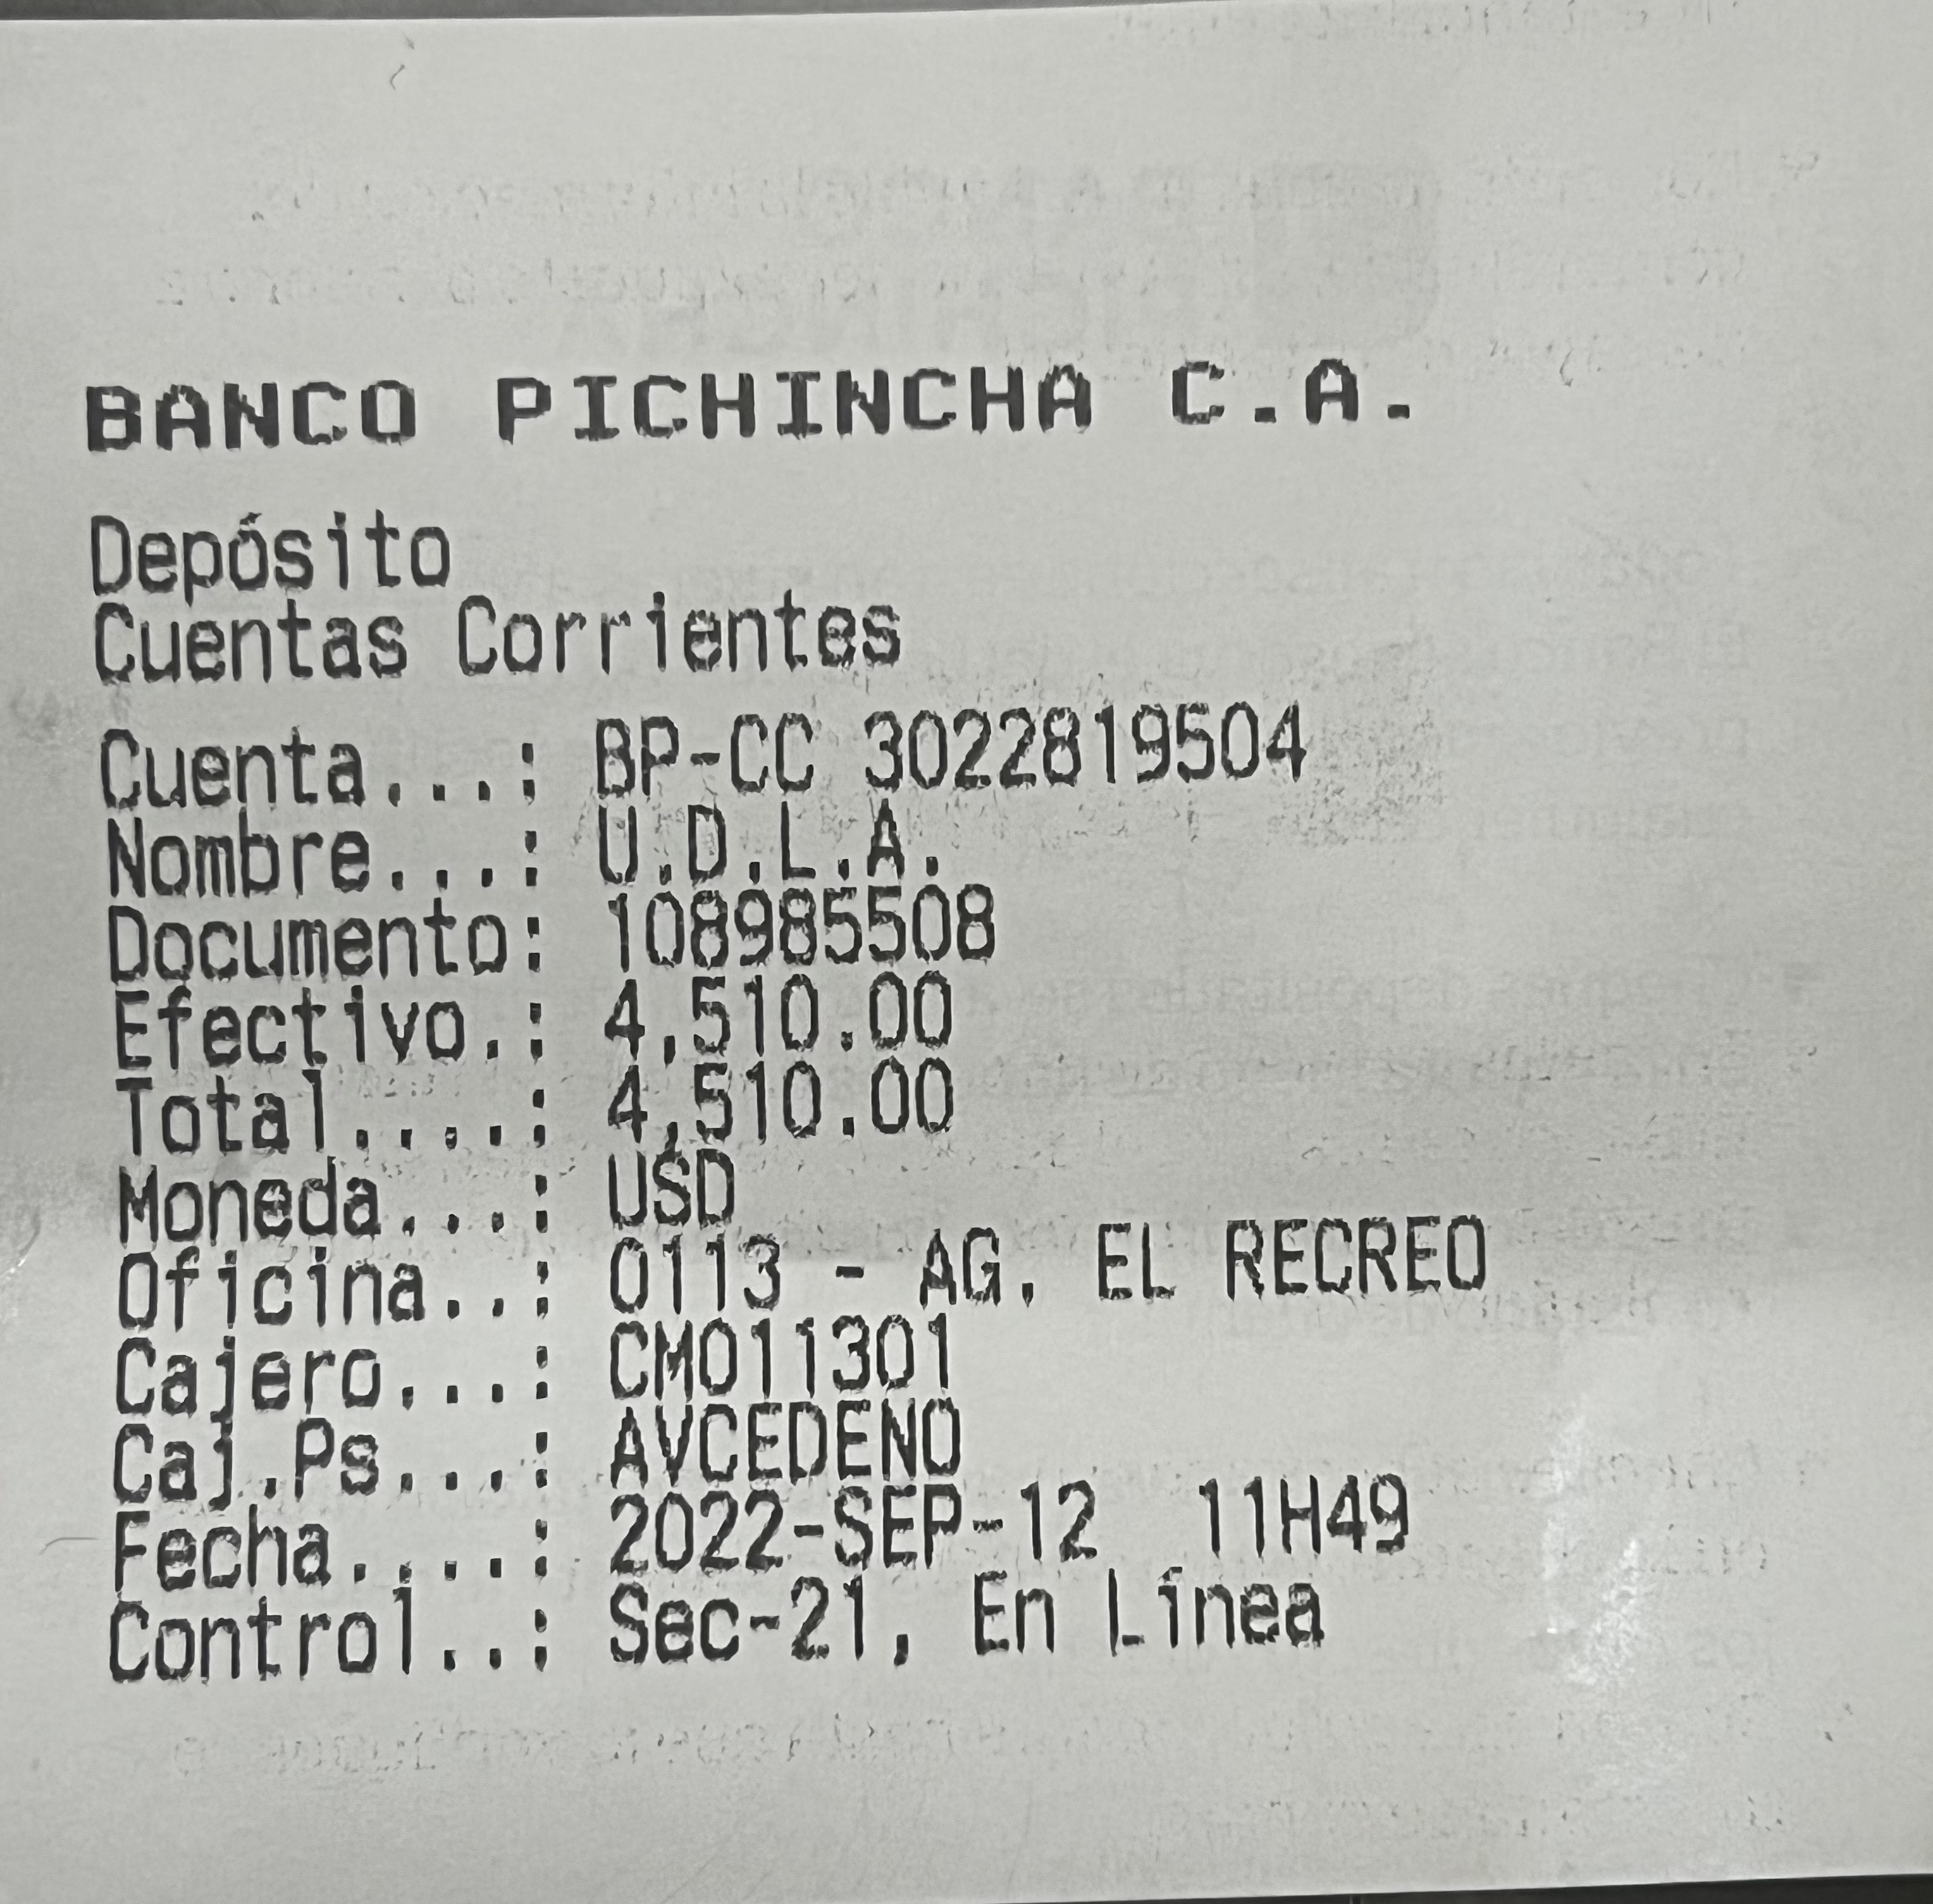 BANCO PICHINCHA C.A.
Depósito
Cuentas Corrientes
Cuenta...: BP-CC 3022819504
Nombre...: U.D.L.A.
Documento: 108985508
Efectivo.: 4,510.00
Total....: 4,510.00
Moneda...: USD
Oficina..: 0113 - AG. EL RECREO
Cajero...: CM011301
Caj.Ps...: AVCEDENO
Fecha....: 2022-SEP-12  11H49
Control..: Sec-21, En Línea